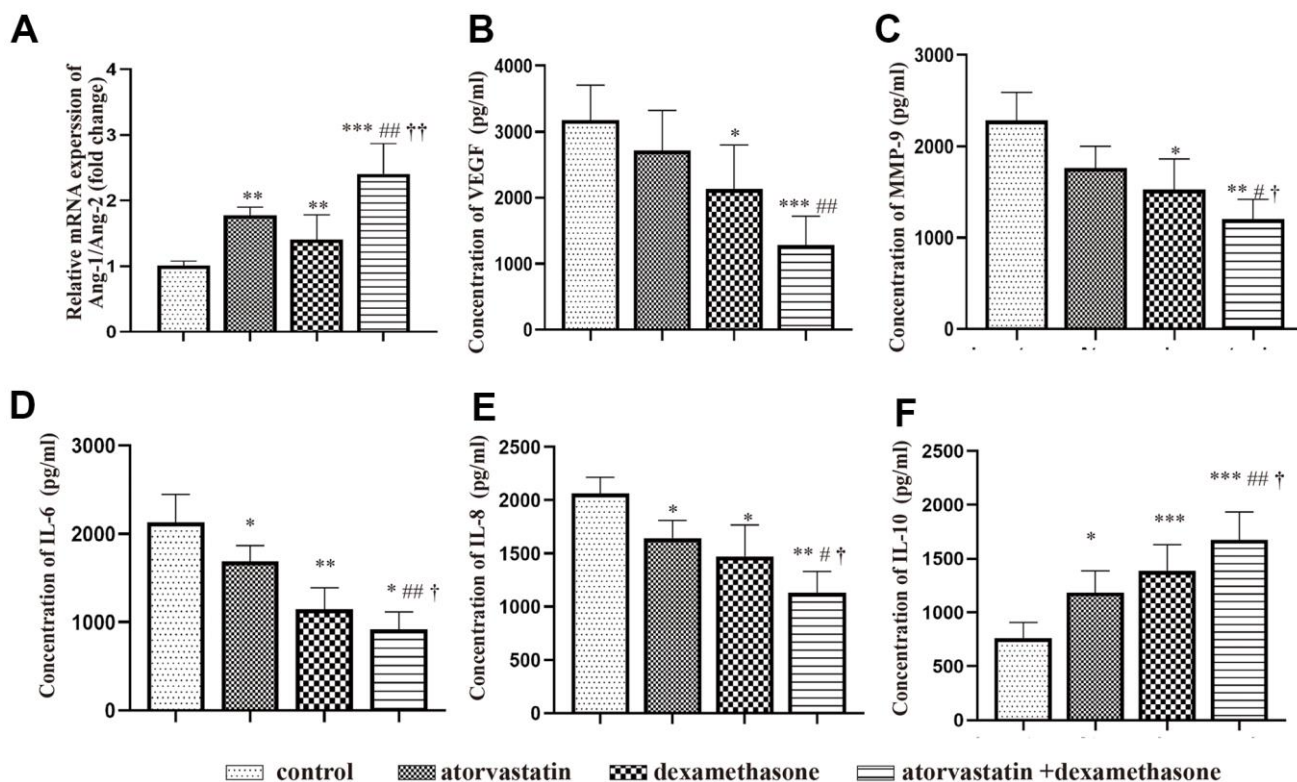 A
Relative mRNA experssion of
Ang-1/Ang-2 (fold change)
4
3
2
1
0
**
**
*** ## ††
B
Concentration of VEGF (pg/ml)
4000
3000
2000
1000
0
*
*** ##
C
Concentration of MMP-9 (pg/ml)
3000
2000
1000
0
*
** # †
D
Concentration of IL-6 (pg/ml)
3000
2000
1000
0
*
**
* ## †
E
Concentration of IL-8 (pg/ml)
2500
2000
1500
1000
500
0
*
*
** # †
F
Concentration of IL-10 (pg/ml)
2500
2000
1500
1000
500
0
*
***
*** ## †
control
atorvastatin
dexamethasone
atorvastatin +dexamethasone